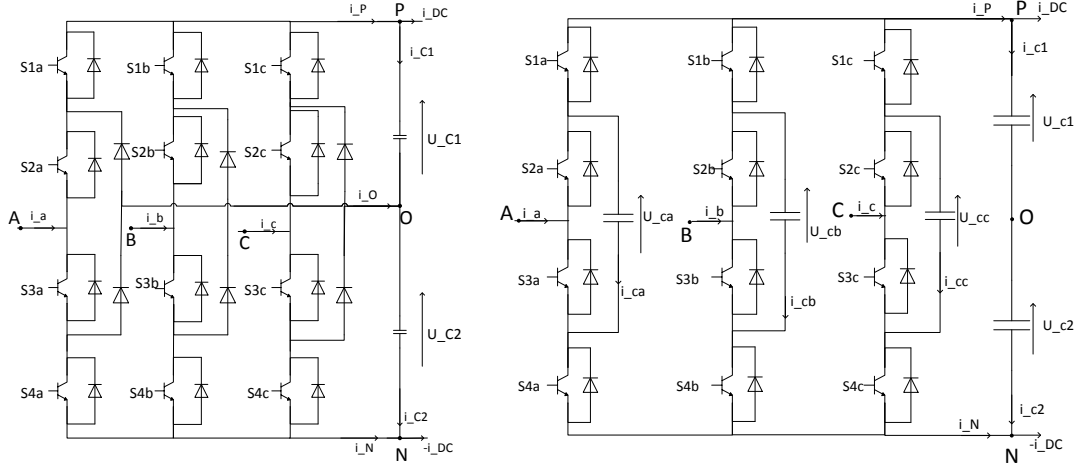 i_P P i_DC
S1a S1b S1c i_C1
U_C1
S2a S2b S2c
i_O O
A i_a B i_b C i_c
S3a S3b S3c
U_C2
S4a S4b S4c
i_C2
i_N N -i_DC
i_P P i_DC
S1a S1b S1c i_c1
U_c1
S2a S2b S2c
A i_a U_ca B i_b U_cb C i_c U_cc O
S3a S3b S3c
i_ca i_cb i_cc
U_c2
S4a S4b S4c
i_c2
i_N N -i_DC